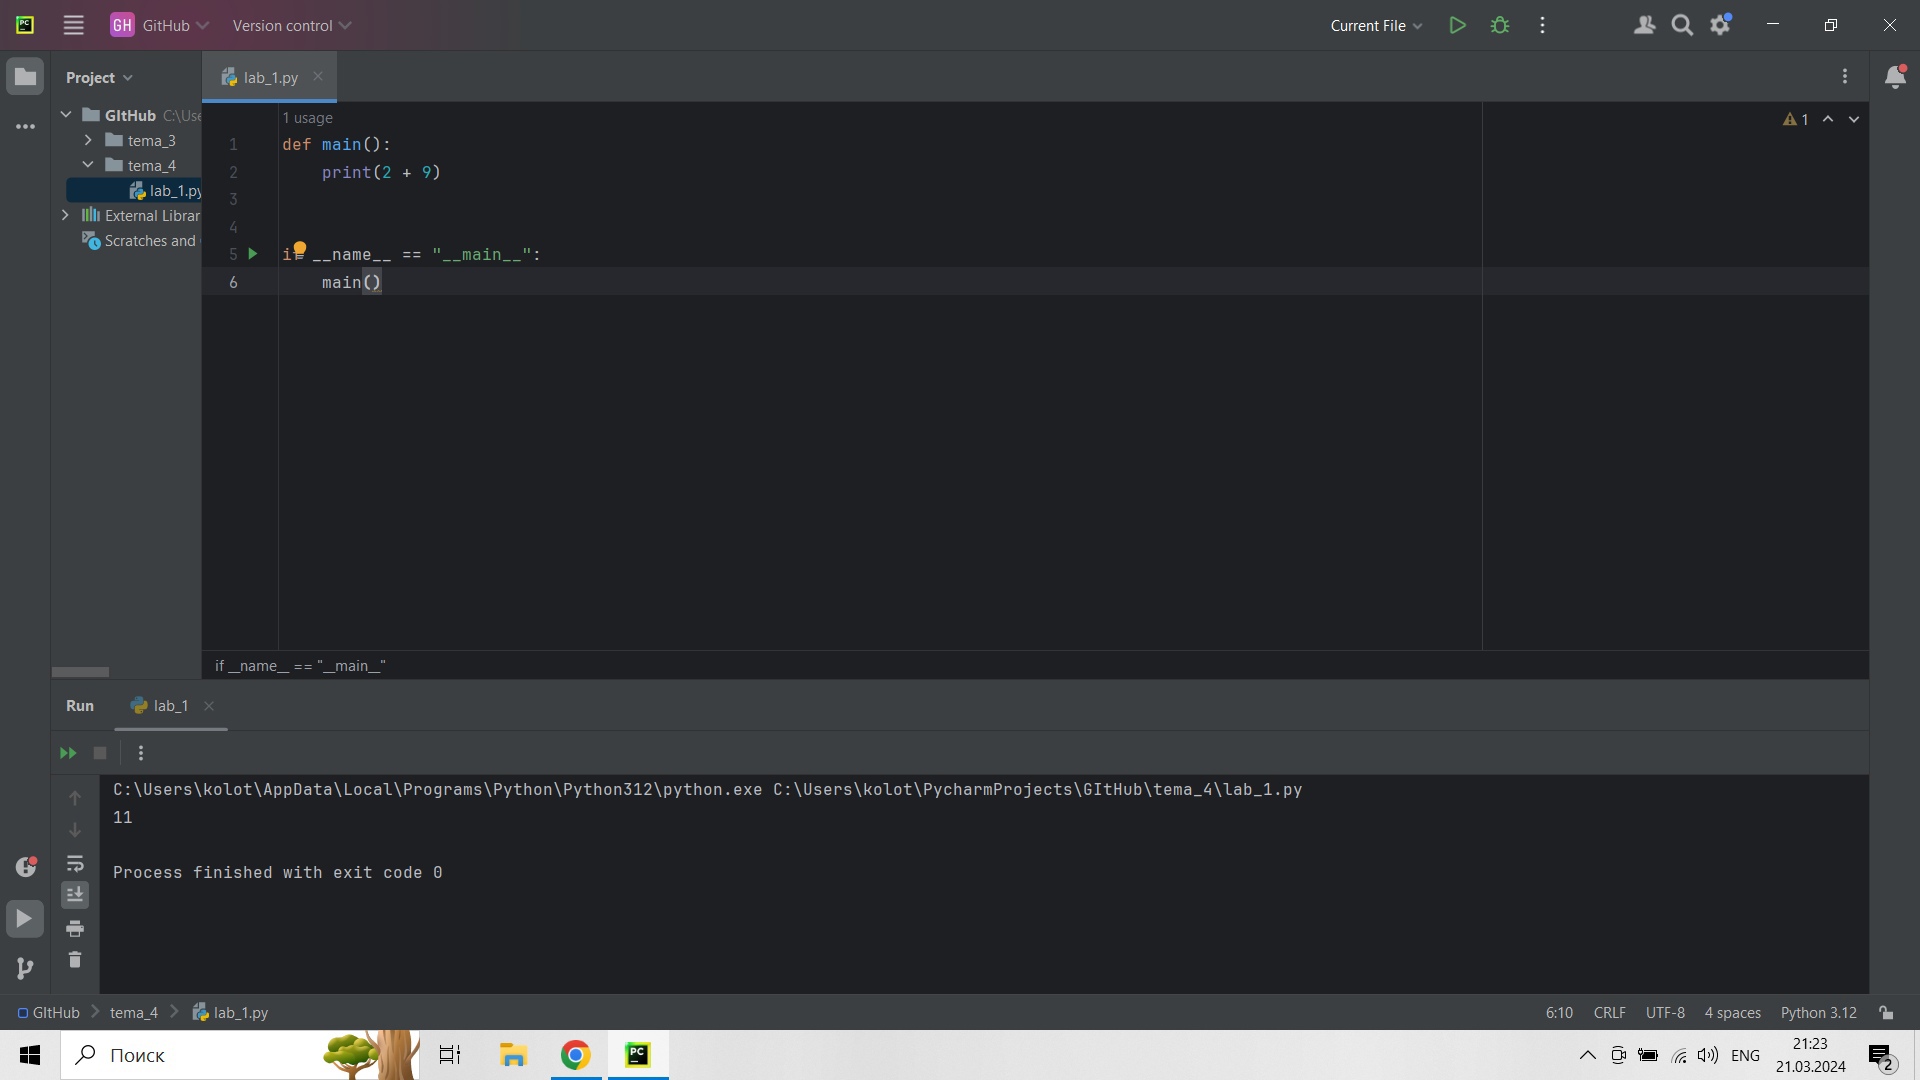 PC GH GitHub Version control Current File
Project lab_1.py
GItHub C:\Use
1 usage
1
tema_3
1 def main():
tema_4
2 print(2 + 9)
lab_1.py
3
External Librar
4
Scratches and
5 if __name__ == "__main__":
6 main()
if __name__ == "__main__"
Run lab_1
C:\Users\kolot\AppData\Local\Programs\Python\Python312\python.exe C:\Users\kolot\PycharmProjects\GItHub\tema_4\lab_1.py
11
Process finished with exit code 0
GItHub tema_4 lab_1.py 6:10 CRLF UTF-8 4 spaces Python 3.12
Поиск PC ENG 21:23
21.03.2024 2